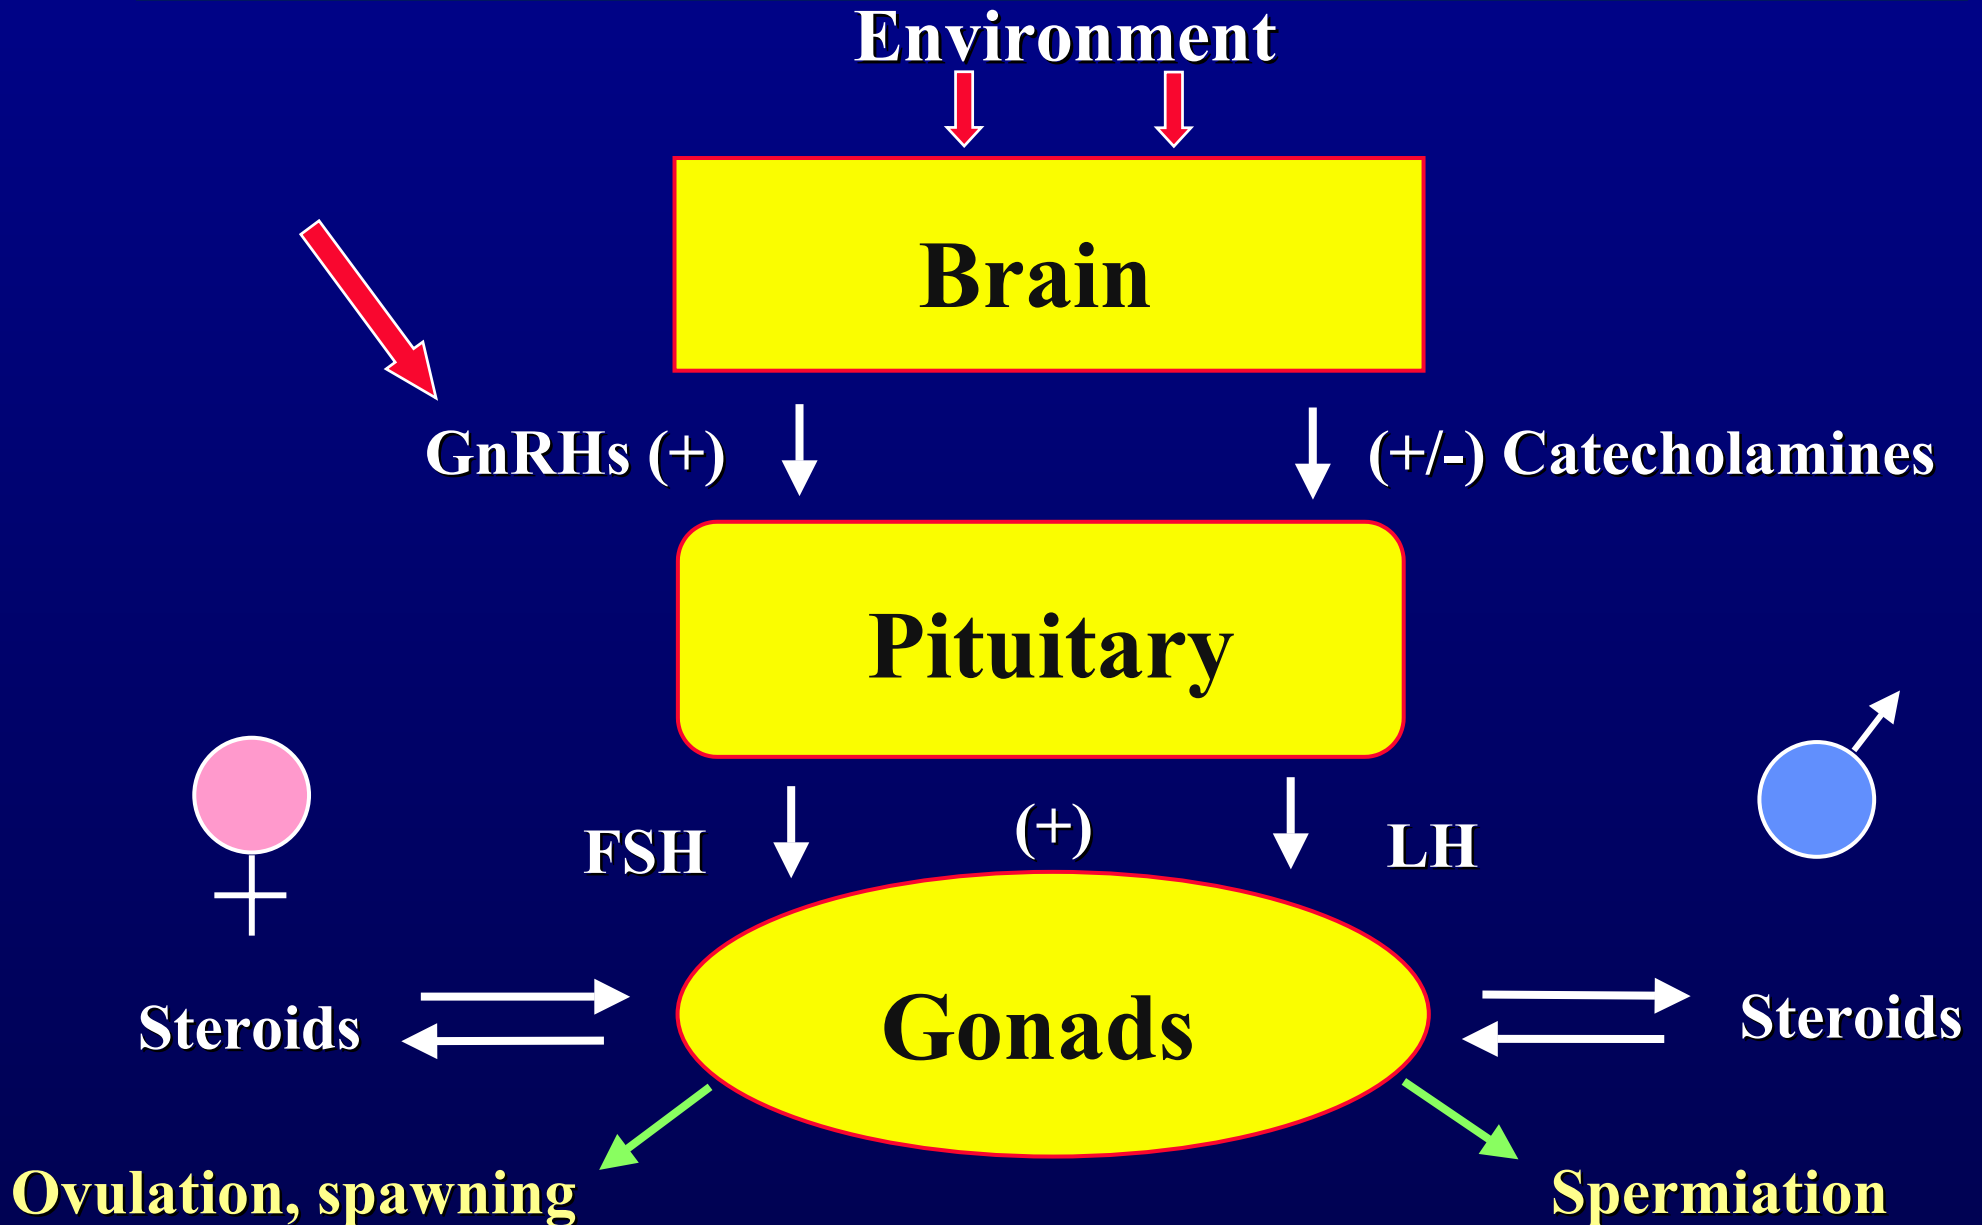 Environment
Brain
GnRHs (+)
(+/-) Catecholamines
Pituitary
FSH
(+)
LH
Steroids
Gonads
Steroids
Ovulation, spawning
Spermiation